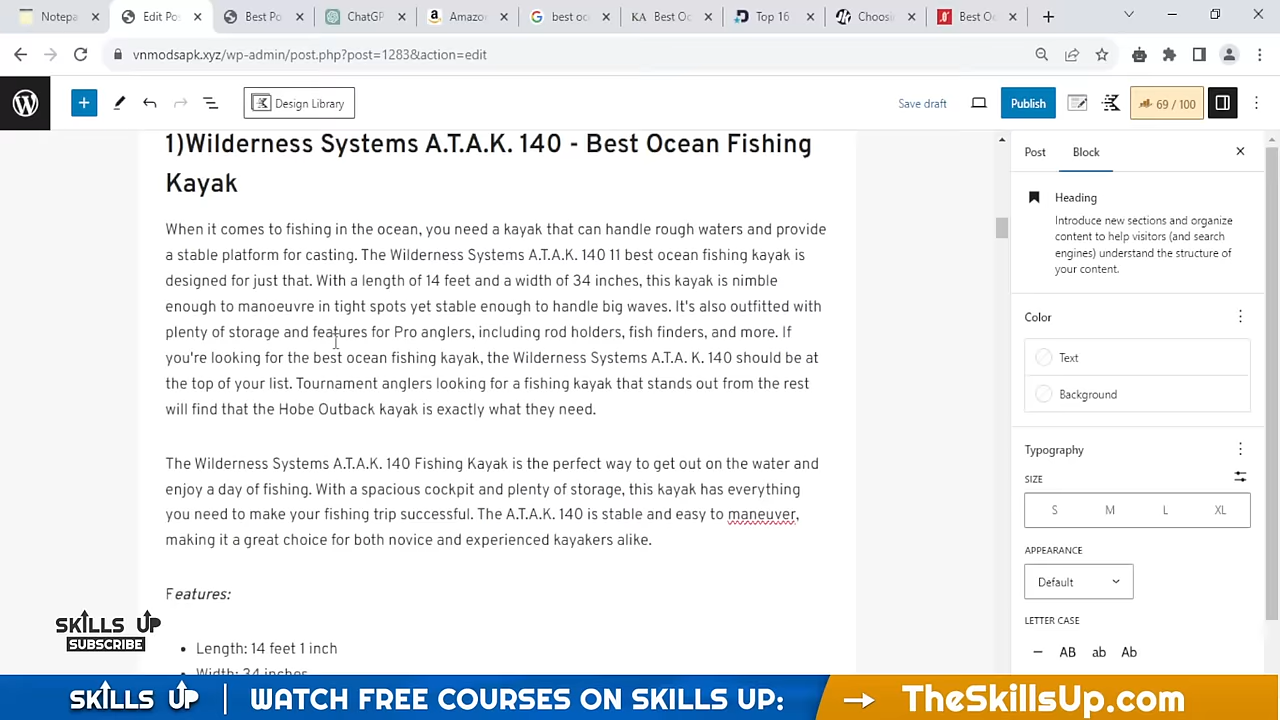 Notepa
Edit Po
Best Po
ChatGP
Amazo
best oc
Best Oc
Top 16
Choosi
Best O
vnmodsapk.xyz/wp-admin/post.php?post=1283&action=edit
Design Library
Save draft
Publish
69 / 100
1)Wilderness Systems A.T.A.K. 140 - Best Ocean Fishing
Kayak
When it comes to fishing in the ocean, you need a kayak that can handle rough waters and provide
a stable platform for casting. The Wilderness Systems A.T.A.K. 140 11 best ocean fishing kayak is
designed for just that. With a length of 14 feet and a width of 34 inches, this kayak is nimble
enough to manoeuvre in tight spots yet stable enough to handle big waves. It's also outfitted with
plenty of storage and features for Pro anglers, including rod holders, fish finders, and more. If
you're looking for the best ocean fishing kayak, the Wilderness Systems A.T.A. K. 140 should be at
the top of your list. Tournament anglers looking for a fishing kayak that stands out from the rest
will find that the Hobe Outback kayak is exactly what they need.
The Wilderness Systems A.T.A.K. 140 Fishing Kayak is the perfect way to get out on the water and
enjoy a day of fishing. With a spacious cockpit and plenty of storage, this kayak has everything
you need to make your fishing trip successful. The A.T.A.K. 140 is stable and easy to maneuver,
making it a great choice for both novice and experienced kayakers alike.
Features:
Length: 14 feet 1 inch
Width: 34 inches
Post
Block
Heading
Introduce new sections and organize
content to help visitors (and search
engines) understand the structure of
your content.
Color
Text
Background
Typography
SIZE
S M L XL
APPEARANCE
Default
LETTER CASE
– AB ab Ab
SKILLS UP
SUBSCRIBE
SKILLS UP | WATCH FREE COURSES ON SKILLS UP: TheSkillsUp.com